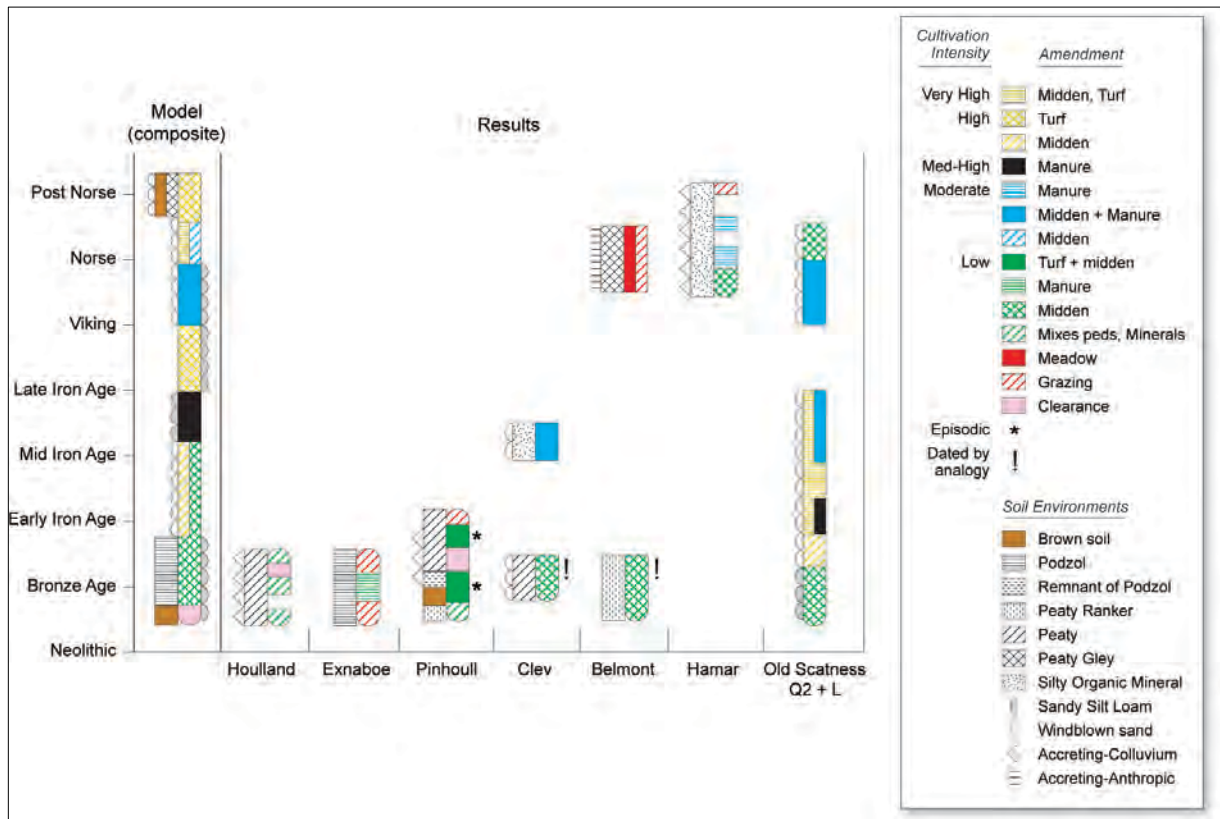 Model
(composite)
Results
Post Norse
Norse
Viking
Late Iron Age
Mid Iron Age
Early Iron Age
Bronze Age
Neolithic
*
*
!
!
Houlland
Exnaboe
Pinhoull
Clev
Belmont
Hamar
Old Scatness
Q2 + L
Cultivation
Intensity
Amendment
Very High Midden, Turf
High Turf
Midden
Med-High Manure
Moderate Manure
Midden + Manure
Midden
Low Turf + midden
Manure
Midden
Mixes peds, Minerals
Meadow
Grazing
Clearance
Episodic *
Dated by
analogy !
Soil Environments
Brown soil
Podzol
Remnant of Podzol
Peaty Ranker
Peaty
Peaty Gley
Silty Organic Mineral
Sandy Silt Loam
Windblown sand
Accreting-Colluvium
Accreting-Anthropic